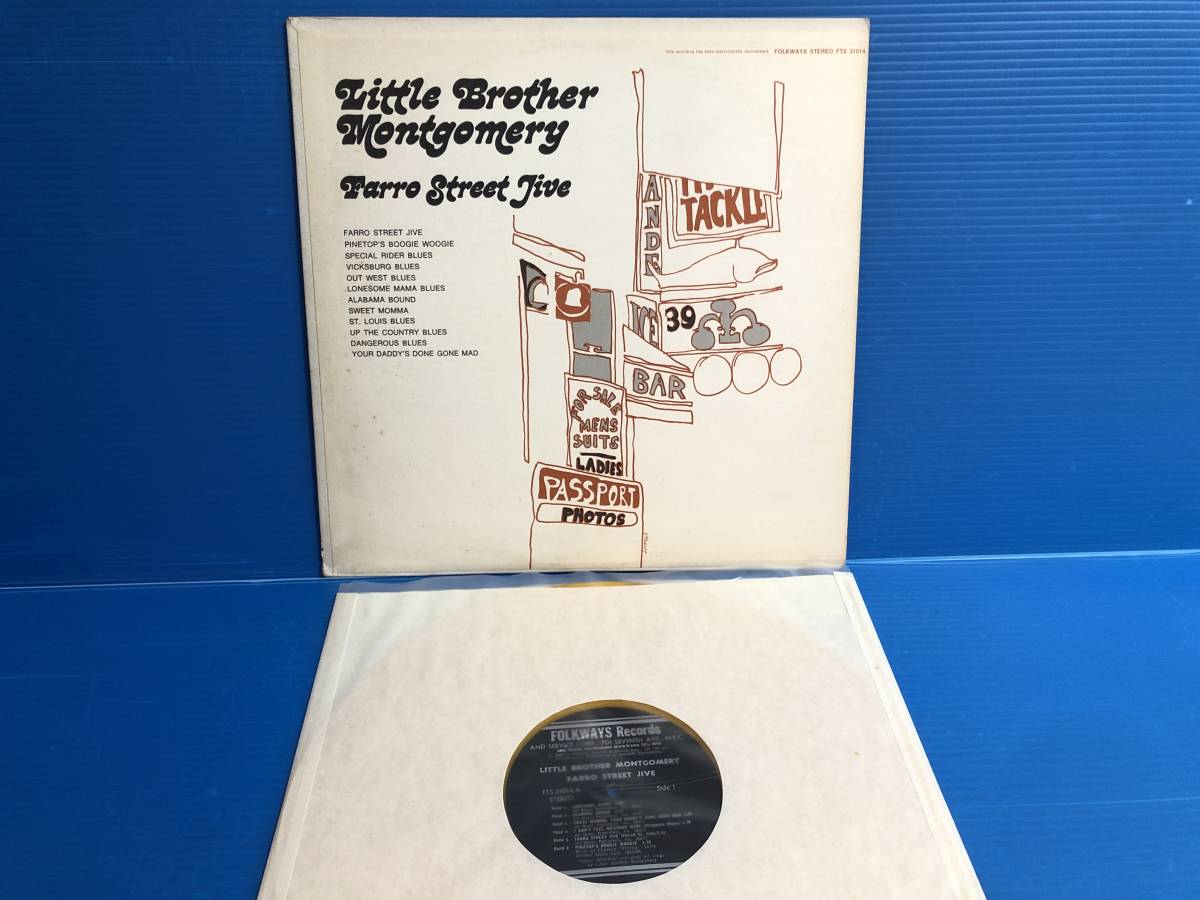 This recording has been electronically rechanneled. FOLKWAYS STEREO FTS 31014
Little Brother
Montgomery
Farro Street Jive
FARRO STREET JIVE
PINETOP'S BOOGIE WOOGIE
SPECIAL RIDER BLUES
VICKSBURG BLUES
OUT WEST BLUES
LONESOME MAMA BLUES
ALABAMA BOUND
SWEET MOMMA
ST. LOUIS BLUES
UP THE COUNTRY BLUES
DANGEROUS BLUES
YOUR DADDY'S DONE GONE MAD
TACKLE
39
BAR
FOR SALE
MENS
SUITS
LADIES
PASSPORT
PHOTOS
FOLKWAYS Records
AND SERVICE CORP., 701 SEVENTH AVE., N.Y.C.
LITTLE BROTHER MONTGOMERY
FARRO STREET JIVE
FTS-31014 A
Side 1
STEREO
FARRO STREET JIVE
PINETOP'S BOOGIE WOOGIE